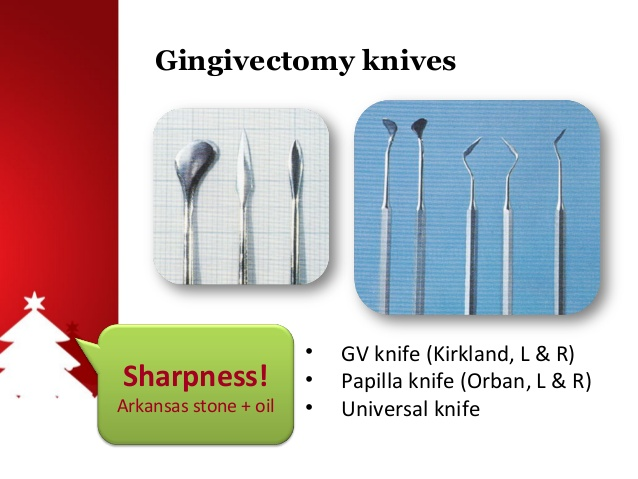 Gingivectomy knives
Sharpness!
Arkansas stone + oil
• GV knife (Kirkland, L & R)
• Papilla knife (Orban, L & R)
• Universal knife